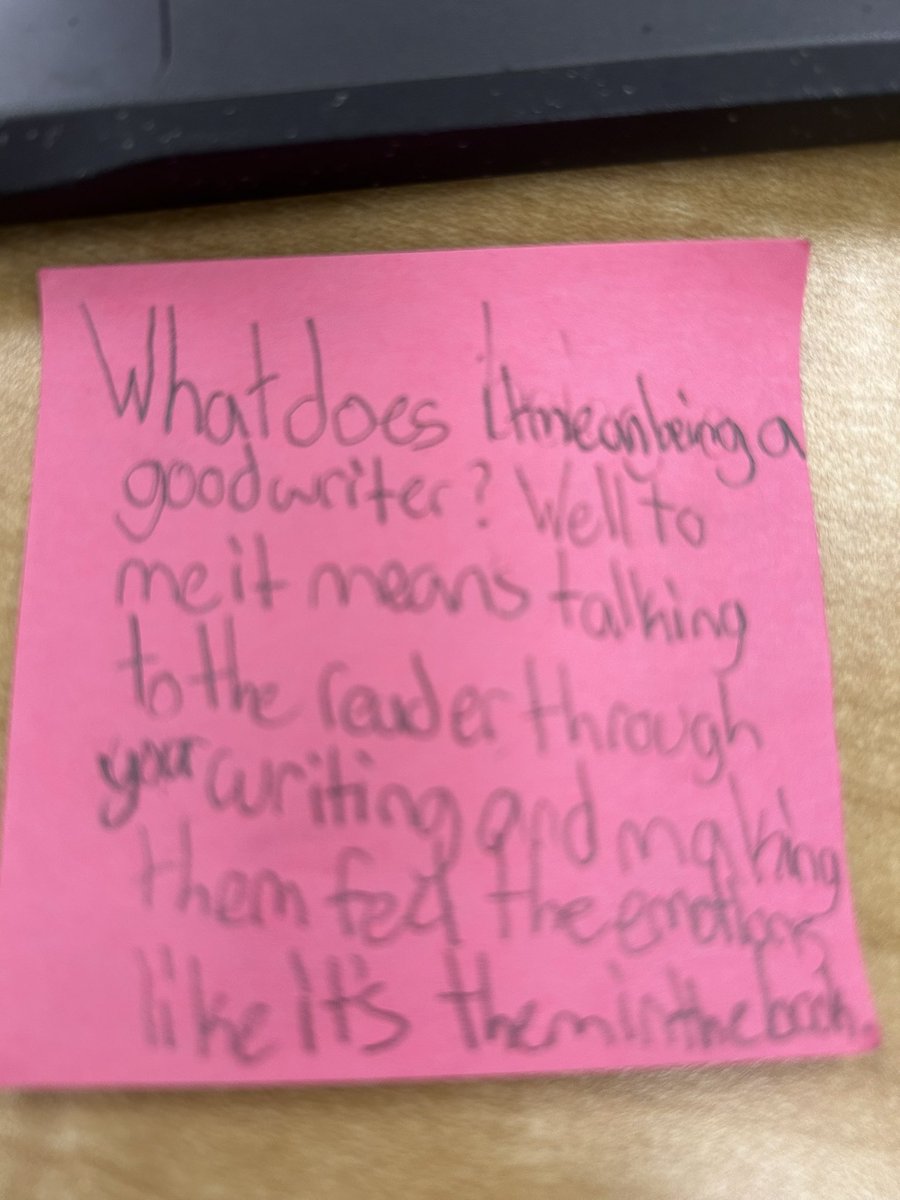 What does it mean being a
good writer? Well to
me it means talking
to the reader through
your writing and making
them feel the emotions
like It's them in the book.